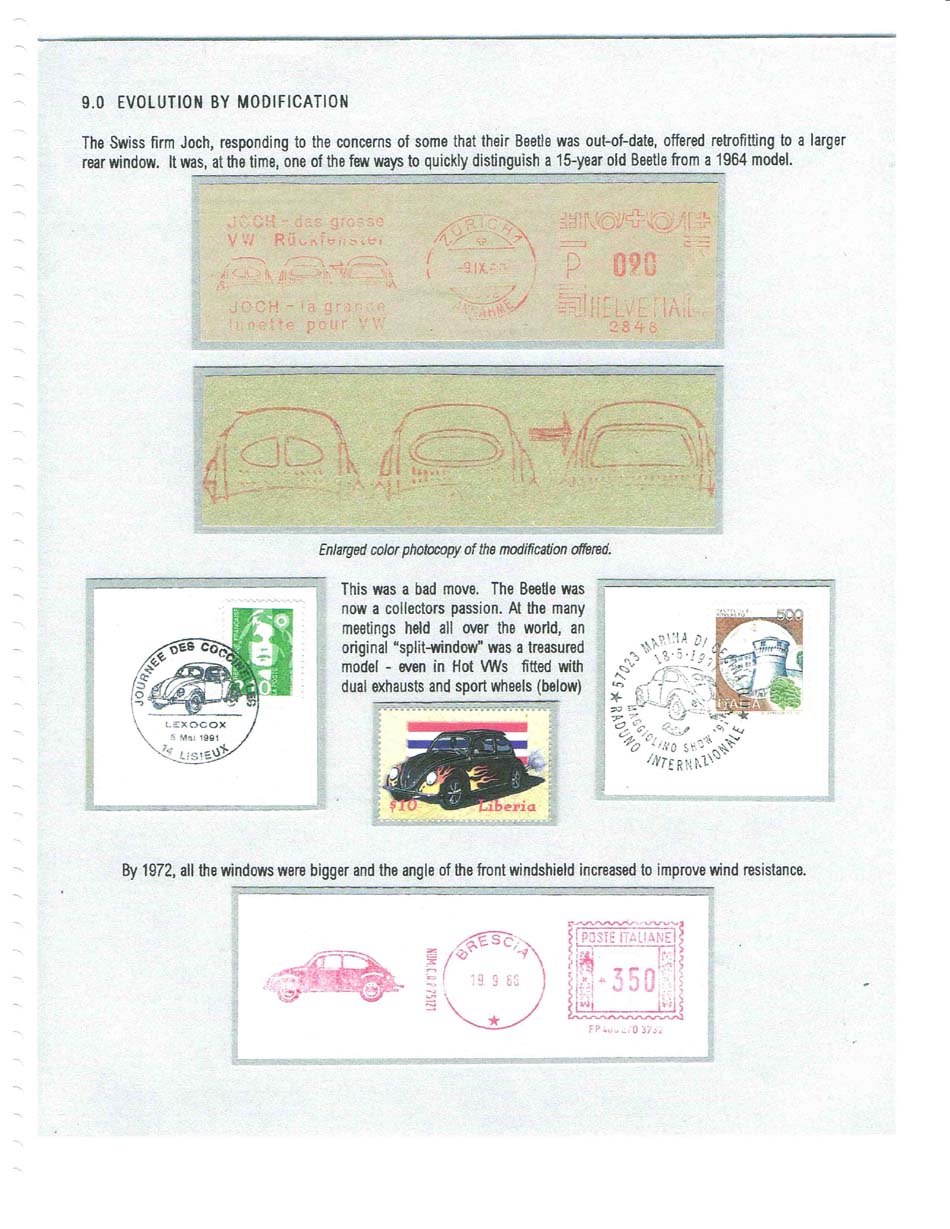 9.0 EVOLUTION BY MODIFICATION
The Swiss firm Joch, responding to the concerns of some that their Beetle was out-of-date, offered retrofitting to a larger
rear window. It was, at the time, one of the few ways to quickly distinguish a 15-year old Beetle from a 1964 model.
JOCH - das grosse
VW Rückfenster
JOCH - la grande
lunette pour VW
ZÜRICH 1
-9.IX.
ANNAHME
P 020
HELVETIA
2848
Enlarged color photocopy of the modification offered.
This was a bad move. The Beetle was
now a collectors passion. At the many
meetings held all over the world, an
original "split-window" was a treasured
model - even in Hot VWs fitted with
dual exhausts and sport wheels (below)
JOURNEE DES COCCINELLES
LEXOCOX
5 Mai 1991
14 LISIEUX
500
ITALIA
57023 MARINA DI
18-5-19
MAGGIOLINO SHOW
RADUNO INTERNAZIONALE
$10 Liberia
By 1972, all the windows were bigger and the angle of the front windshield increased to improve wind resistance.
BRESCIA
19 9 88
POSTE ITALIANE
350